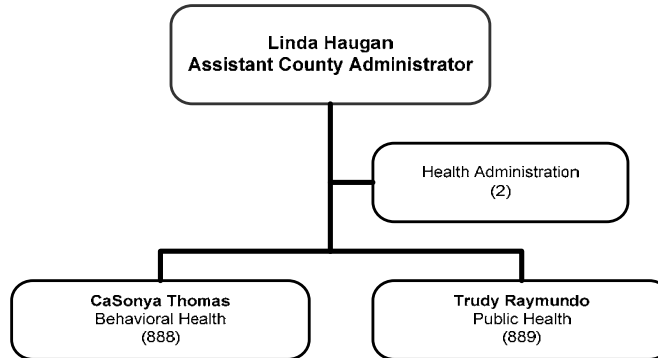 Linda Haugan
Assistant County Administrator
Health Administration
(2)
CaSonya Thomas
Behavioral Health
(888)
Trudy Raymundo
Public Health
(889)